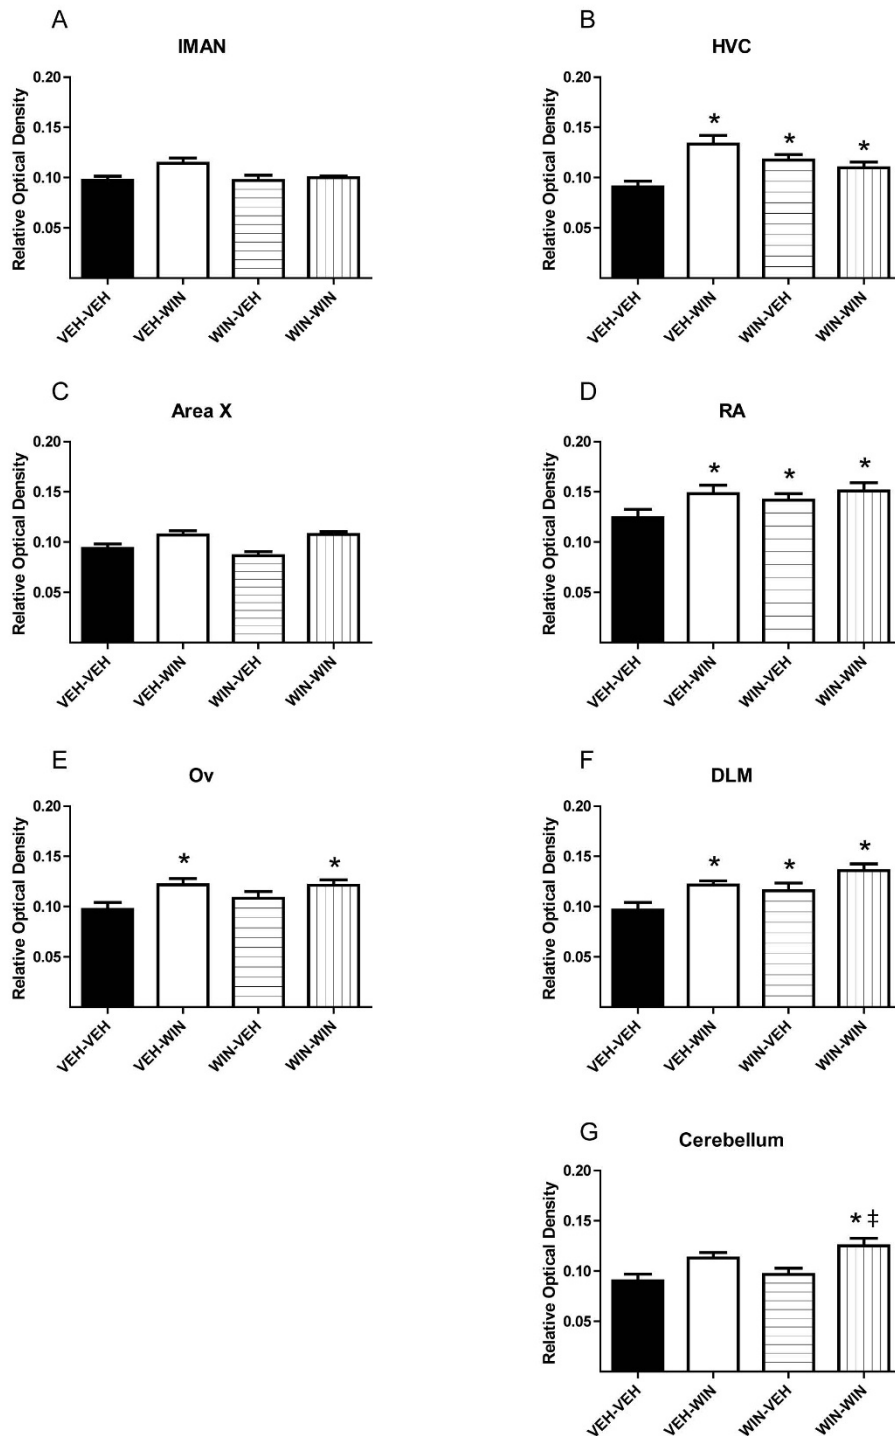 A
IMAN
Relative Optical Density
0.20
0.15
0.10
0.05
VEH-VEH
VEH-WIN
WIN-VEH
WIN-WIN
B
HVC
Relative Optical Density
0.20
0.15
0.10
0.05
*
*
*
VEH-VEH
VEH-WIN
WIN-VEH
WIN-WIN
C
Area X
Relative Optical Density
0.20
0.15
0.10
0.05
VEH-VEH
VEH-WIN
WIN-VEH
WIN-WIN
D
RA
Relative Optical Density
0.20
0.15
0.10
0.05
*
*
*
VEH-VEH
VEH-WIN
WIN-VEH
WIN-WIN
E
Ov
Relative Optical Density
0.20
0.15
0.10
0.05
*
*
VEH-VEH
VEH-WIN
WIN-VEH
WIN-WIN
F
DLM
Relative Optical Density
0.20
0.15
0.10
0.05
*
*
*
VEH-VEH
VEH-WIN
WIN-VEH
WIN-WIN
G
Cerebellum
Relative Optical Density
0.20
0.15
0.10
0.05
* ‡
VEH-VEH
VEH-WIN
WIN-VEH
WIN-WIN